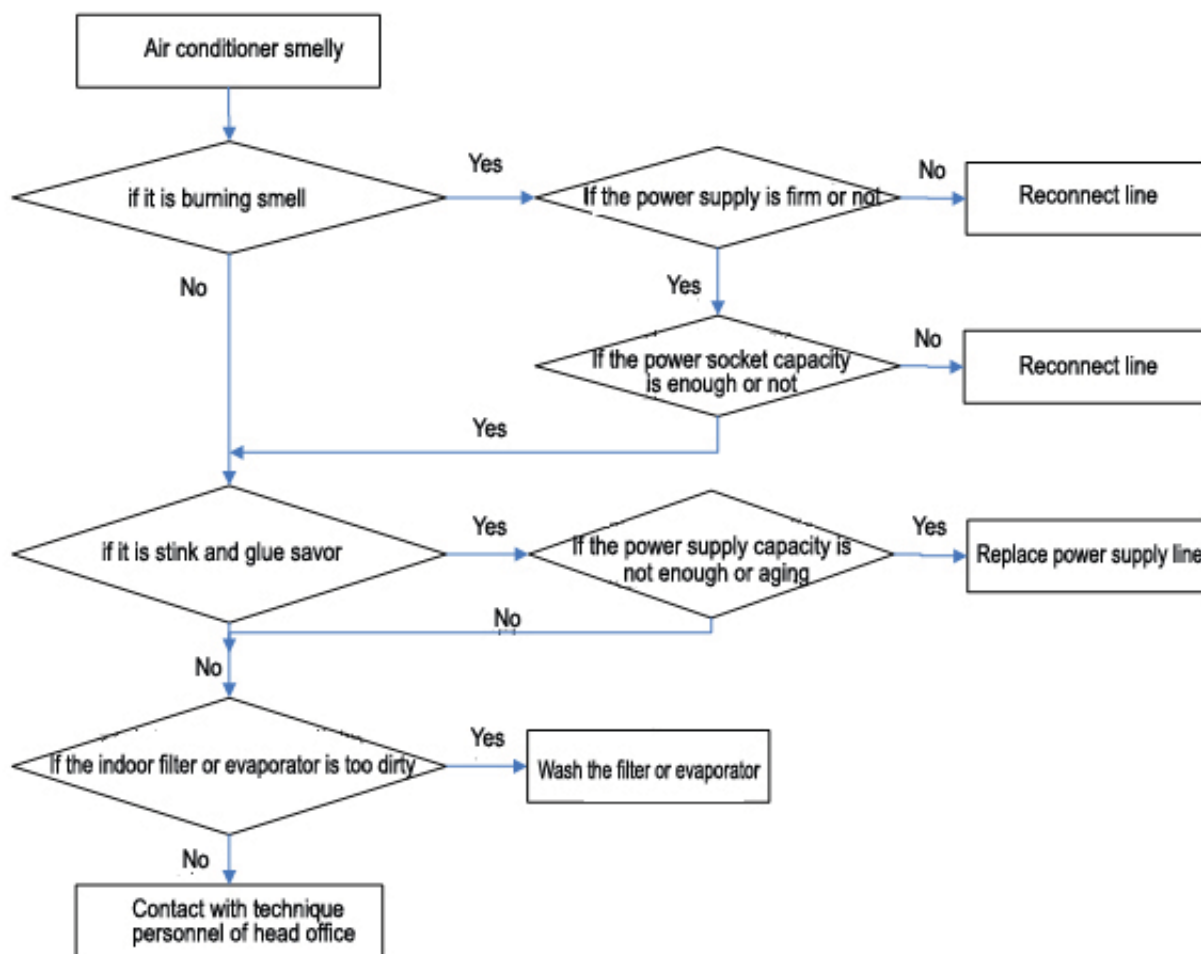 Air conditioner smelly
if it is burning smell
Yes
If the power supply is firm or not
No
Reconnect line
No
Yes
If the power socket capacity
is enough or not
No
Reconnect line
Yes
if it is stink and glue savor
Yes
If the power supply capacity is
not enough or aging
Yes
Replace power supply line
No
No
If the indoor filter or evaporator is too dirty
Yes
Wash the filter or evaporator
No
Contact with technique
personnel of head office